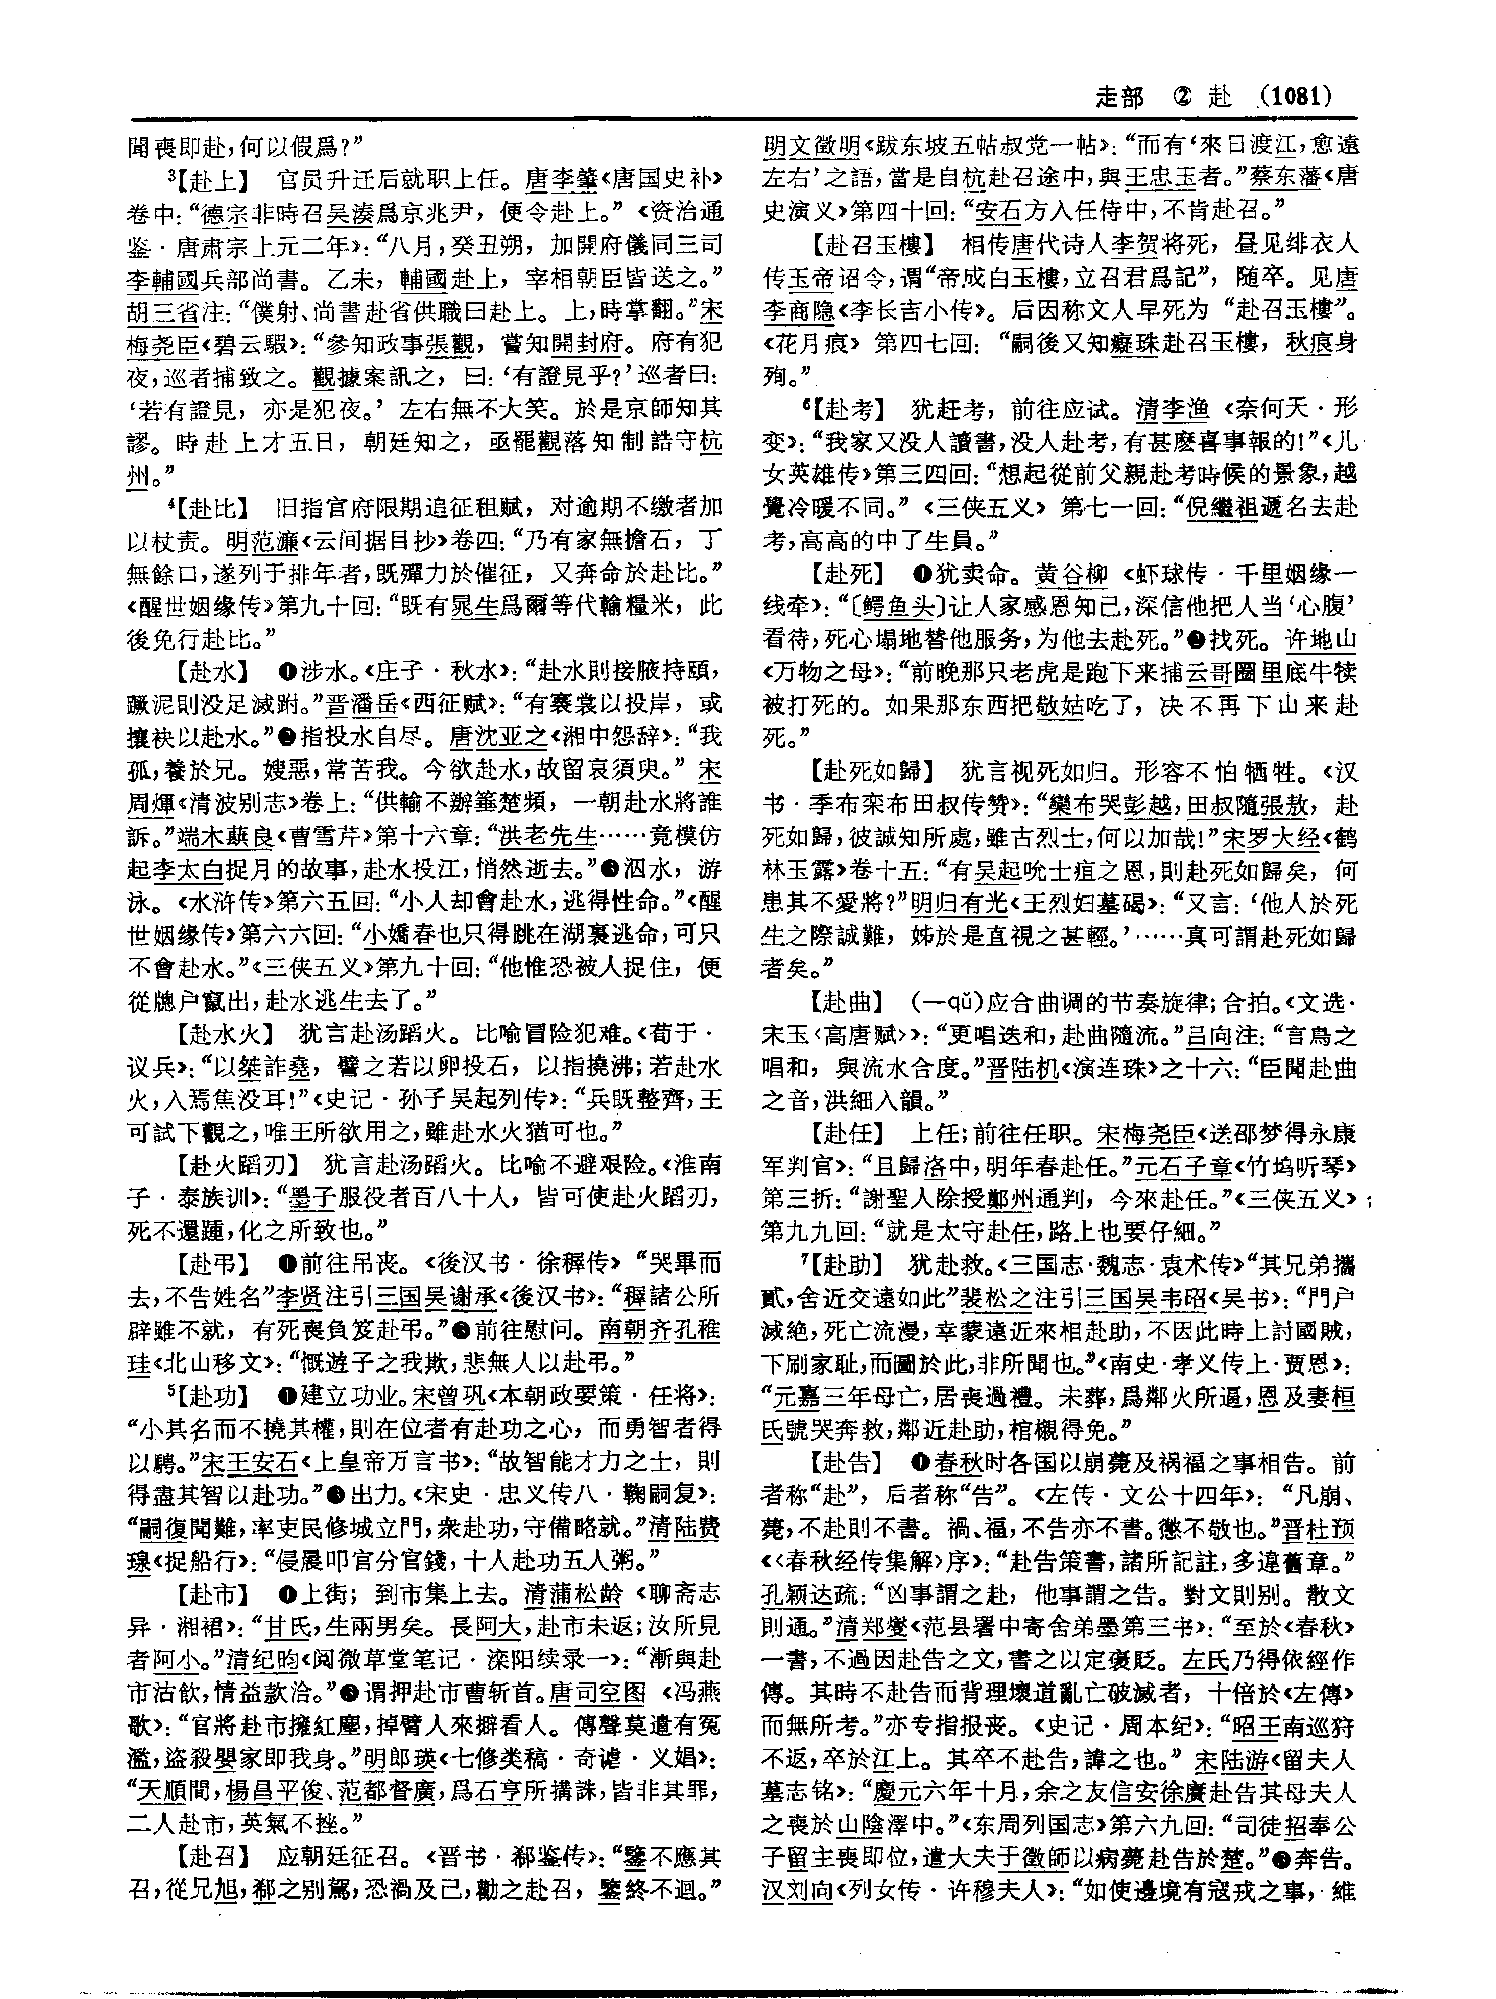 走部 ② 赴 (1081)
聞喪即赴，何以假爲？”
³【赴上】 官员升迁后就职上任。唐李肇《唐国史补》
卷中：“德宗非時召吴湊爲京兆尹，便令赴上。”《资治通
鉴·唐肃宗上元二年》：“八月，癸丑朔，加開府儀同三司
李輔國兵部尚書。乙未，輔國赴上，宰相朝臣皆送之。”
胡三省注：“僕射、尚書赴省供職曰赴上。上，時掌翻。”宋
梅尧臣《碧云騢》：“參知政事張觀，嘗知開封府。府有犯
夜，巡者捕致之。觀據案訊之，曰：‘有證見乎？’巡者曰：
‘若有證見，亦是犯夜。’左右無不大笑。於是京師知其
謬。時赴上才五日，朝廷知之，亟罷觀落知制誥守杭
州。”
⁴【赴比】 旧指官府限期追征租赋，对逾期不缴者加
以杖责。明范濂《云间据目抄》卷四：“乃有家無擔石，丁
無餘口，遂列于排年者，既殫力於催征，又奔命於赴比。”
《醒世姻缘传》第九十回：“既有晁生爲爾等代輸糧米，此
後免行赴比。”
【赴水】 ❶涉水。《庄子·秋水》：“赴水則接腋持頤，
蹶泥則没足滅跗。”晋潘岳《西征赋》：“有褰裳以投岸，或
攘袂以赴水。”❷指投水自尽。唐沈亚之《湘中怨辞》：“我
孤，養於兄。嫂惡，常苦我。今欲赴水，故留哀須臾。”宋
周煇《清波别志》卷上：“供輸不辦箠楚頻，一朝赴水將誰
訴。”端木蕻良《曹雪芹》第十六章：“洪老先生……竟模仿
起李太白捉月的故事，赴水投江，悄然逝去。”❸泅水，游
泳。《水浒传》第六五回：“小人却會赴水，逃得性命。”《醒
世姻缘传》第六六回：“小嬌春也只得跳在湖裏逃命，可只
不會赴水。”《三侠五义》第九十回：“他惟恐被人捉住，便
從牕户竄出，赴水逃生去了。”
【赴水火】 犹言赴汤蹈火。比喻冒险犯难。《荀子·
议兵》：“以桀詐堯，譬之若以卵投石，以指撓沸；若赴水
火，入焉焦没耳！”《史记·孙子吴起列传》：“兵既整齊，王
可試下觀之，唯王所欲用之，雖赴水火猶可也。”
【赴火蹈刃】 犹言赴汤蹈火。比喻不避艰险。《淮南
子·泰族训》：“墨子服役者百八十人，皆可使赴火蹈刃，
死不還踵，化之所致也。”
【赴弔】 ❶前往吊丧。《後汉书·徐稺传》“哭畢而
去，不告姓名”李贤注引三国吴谢承《後汉书》：“稺諸公所
辟雖不就，有死喪負笈赴弔。”❷前往慰问。南朝齐孔稚
珪《北山移文》：“慨遊子之我欺，悲無人以赴弔。”
⁵【赴功】 ❶建立功业。宋曾巩《本朝政要策·任将》：
“小其名而不撓其權，則在位者有赴功之心，而勇智者得
以騁。”宋王安石《上皇帝万言书》：“故智能才力之士，則
得盡其智以赴功。”❷出力。《宋史·忠义传八·鞠嗣复》：
“嗣復聞難，率吏民修城立門，衆赴功，守備略就。”清陆费
瑔《捉船行》：“侵晨叩官分官錢，十人赴功五人粥。”
【赴市】 ❶上街；到市集上去。清蒲松龄《聊斋志
异·湘裙》：“甘氏，生兩男矣。長阿大，赴市未返；汝所見
者阿小。”清纪昀《阅微草堂笔记·滦阳续录一》：“漸與赴
市沽飲，情益款洽。”❷谓押赴市曹斩首。唐司空图《冯燕
歌》：“官將赴市擁紅塵，掉臂人來擗看人。傳聲莫遣有冤
濫，盜殺嬰家即我身。”明郎瑛《七修类稿·奇谑·义娼》：
“天順間，楊昌平俊、范都督廣，爲石亨所搆誅，皆非其罪，
二人赴市，英氣不挫。”
【赴召】 应朝廷征召。《晋书·郗鉴传》：“鑒不應其
召，從兄旭，郗之别駕，恐禍及己，勸之赴召，鑒終不迴。”
明文徵明《跋东坡五帖叔党一帖》：“而有‘來日渡江，愈遠
左右’之語，當是自杭赴召途中，與王忠玉者。”蔡东藩《唐
史演义》第四十回：“安石方入任侍中，不肯赴召。”
【赴召玉樓】 相传唐代诗人李贺将死，昼见绯衣人
传玉帝诏令，谓“帝成白玉樓，立召君爲記”，随卒。见唐
李商隐《李长吉小传》。后因称文人早死为“赴召玉樓”。
《花月痕》第四七回：“嗣後又知癡珠赴召玉樓，秋痕身
殉。”
⁶【赴考】 犹赶考，前往应试。清李渔《奈何天·形
变》：“我家又没人讀書，没人赴考，有甚麽喜事報的！”《儿
女英雄传》第三四回：“想起從前父親赴考時候的景象，越
覺冷暖不同。”《三侠五义》第七一回：“倪繼祖遞名去赴
考，高高的中了生員。”
【赴死】 ❶犹卖命。黄谷柳《虾球传·千里姻缘一
线牵》：“〔鳄鱼头〕让人家感恩知己，深信他把人当‘心腹’
看待，死心塌地替他服务，为他去赴死。”❷找死。许地山
《万物之母》：“前晚那只老虎是跑下来捕云哥圈里底牛犊
被打死的。如果那东西把敬姑吃了，决不再下山来赴
死。”
【赴死如歸】 犹言视死如归。形容不怕牺牲。《汉
书·季布栾布田叔传赞》：“欒布哭彭越，田叔隨張敖，赴
死如歸，彼誠知所處，雖古烈士，何以加哉！”宋罗大经《鹤
林玉露》卷十五：“有吴起吮士疽之恩，則赴死如歸矣，何
患其不愛將？”明归有光《王烈妇墓碣》：“又言：‘他人於死
生之際誠難，姊於是直視之甚輕。’……真可謂赴死如歸
者矣。”
【赴曲】 （—qǔ）应合曲调的节奏旋律；合拍。《文选·
宋玉〈高唐赋〉》：“更唱迭和，赴曲隨流。”吕向注：“言鳥之
唱和，與流水合度。”晋陆机《演连珠》之十六：“臣聞赴曲
之音，洪細入韻。”
【赴任】 上任；前往任职。宋梅尧臣《送邵梦得永康
军判官》：“且歸洛中，明年春赴任。”元石子章《竹坞听琴》
第三折：“謝聖人除授鄭州通判，今來赴任。”《三侠五义》
第九九回：“就是太守赴任，路上也要仔細。”
⁷【赴助】 犹赴救。《三国志·魏志·袁术传》“其兄弟攜
貳，舍近交遠如此”裴松之注引三国吴韦昭《吴书》：“門户
滅絶，死亡流漫，幸蒙遠近來相赴助，不因此時上討國賊，
下刷家耻，而圖於此，非所聞也。”《南史·孝义传上·贾恩》：
“元嘉三年母亡，居喪過禮。未葬，爲鄰火所逼，恩及妻桓
氏號哭奔救，鄰近赴助，棺櫬得免。”
【赴告】 ❶春秋时各国以崩薨及祸福之事相告。前
者称“赴”，后者称“告”。《左传·文公十四年》：“凡崩、
薨，不赴則不書。禍、福，不告亦不書。懲不敬也。”晋杜预
《〈春秋经传集解〉序》：“赴告策書，諸所記註，多違舊章。”
孔颖达疏：“凶事謂之赴，他事謂之告。對文則别。散文
則通。”清郑燮《范县署中寄舍弟墨第三书》：“至於《春秋》
一書，不過因赴告之文，書之以定褒貶。左氏乃得依經作
傳。其時不赴告而背理壞道亂亡破滅者，十倍於《左傳》
而無所考。”亦专指报丧。《史记·周本纪》：“昭王南巡狩
不返，卒於江上。其卒不赴告，諱之也。”宋陆游《留夫人
墓志铭》：“慶元六年十月，余之友信安徐賡赴告其母夫人
之喪於山陰澤中。”《东周列国志》第六九回：“司徒招奉公
子留主喪即位，遣大夫于徵師以病薨赴告於楚。”❷奔告。
汉刘向《列女传·许穆夫人》：“如使邊境有寇戎之事，維